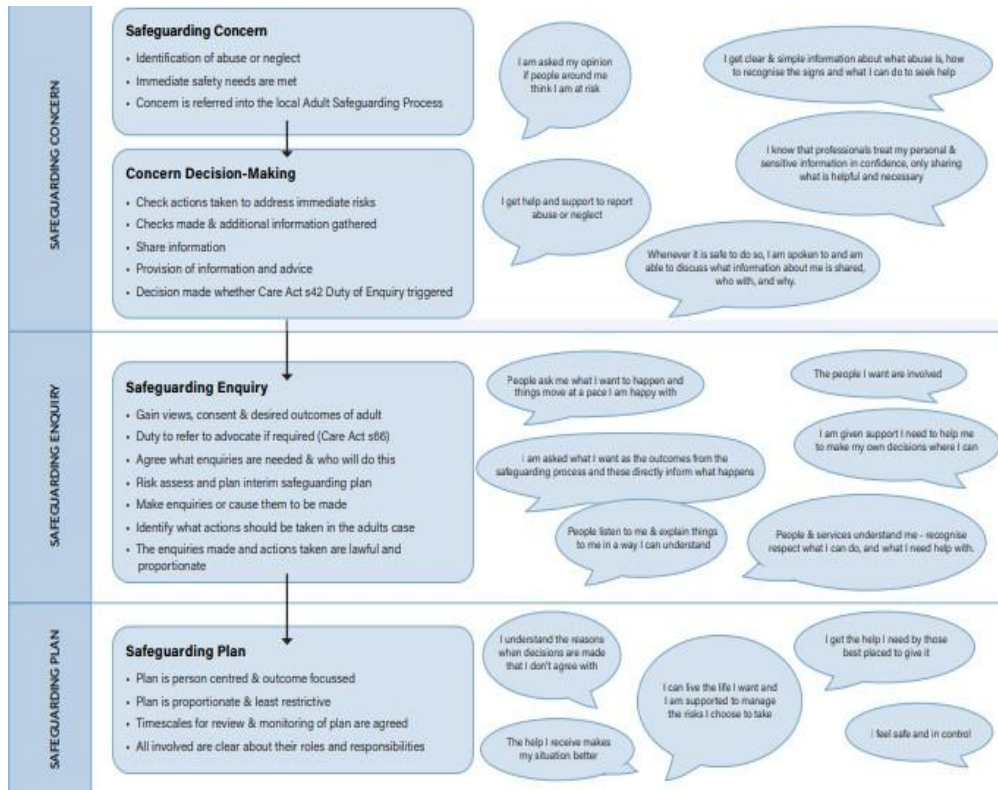 SAFEGUARDING CONCERN
Safeguarding Concern
• Identification of abuse or neglect
• Immediate safety needs are met
• Concern is referred into the local Adult Safeguarding Process
Concern Decision-Making
• Check actions taken to address immediate risks
• Checks made & additional information gathered
• Share information
• Provision of information and advice
• Decision made whether Care Act s42 Duty of Enquiry triggered
I am asked my opinion
if people around me
think I am at risk
I get clear & simple information about what abuse is, how
to recognise the signs and what I can do to seek help
I know that professionals treat my personal &
sensitive information in confidence, only sharing
what is helpful and necessary
I get help and support to report
abuse or neglect
Whenever it is safe to do so, I am spoken to and am
able to discuss what information about me is shared,
who with, and why.
SAFEGUARDING ENQUIRY
Safeguarding Enquiry
• Gain views, consent & desired outcomes of adult
• Duty to refer to advocate if required (Care Act s66)
• Agree what enquiries are needed & who will do this
• Risk assess and plan interim safeguarding plan
• Make enquiries or cause them to be made
• Identify what actions should be taken in the adults case
• The enquiries made and actions taken are lawful and
proportionate
People ask me what I want to happen and
things move at a pace I am happy with
The people I want are involved
I am given support I need to help me
to make my own decisions where I can
I am asked what I want as the outcomes from the
safeguarding process and these directly inform what happens
People listen to me & explain things
to me in a way I can understand
People & services understand me - recognise
respect what I can do, and what I need help with.
SAFEGUARDING PLAN
Safeguarding Plan
• Plan is person centred & outcome focussed
• Plan is proportionate & least restrictive
• Timescales for review & monitoring of plan are agreed
• All involved are clear about their roles and responsibilities
I understand the reasons
when decisions are made
that I don't agree with
I can live the life I want and
I am supported to manage
the risks I choose to take
I get the help I need by those
best placed to give it
The help I receive makes
my situation better
I feel safe and in control